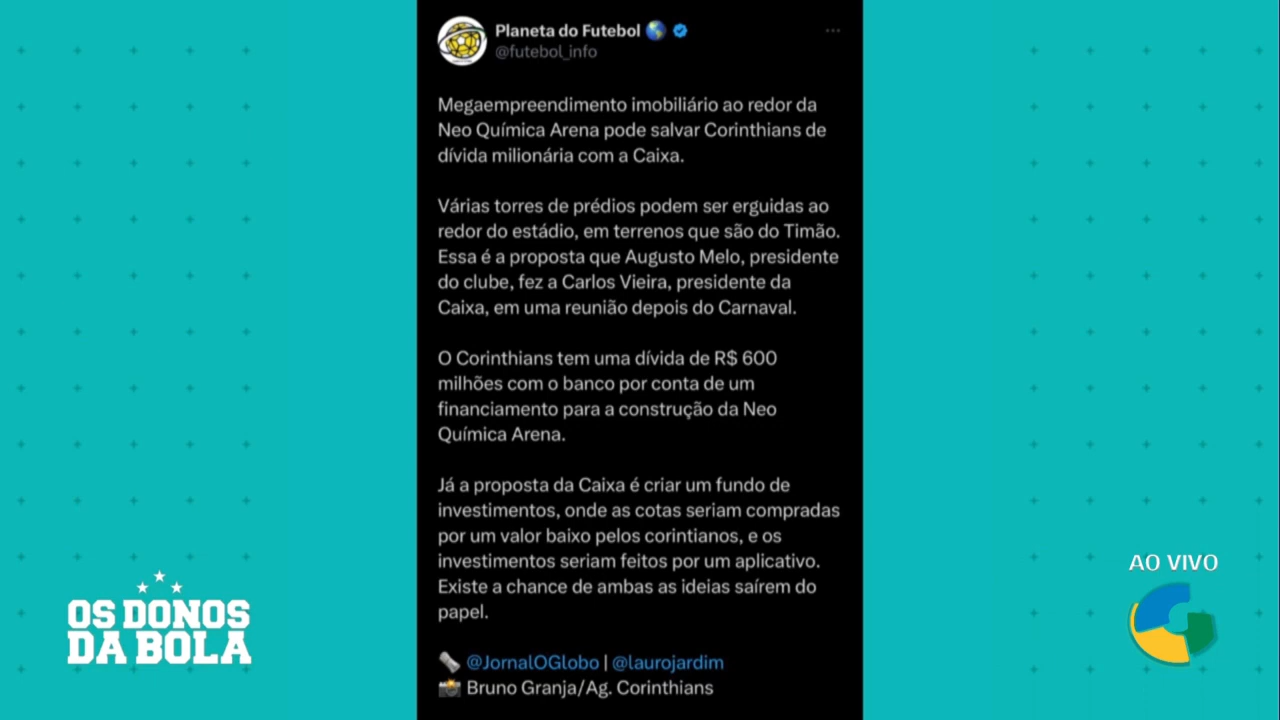 Planeta do Futebol
@futebol_info
Megaempreendimento imobiliário ao redor da
Neo Química Arena pode salvar Corinthians de
dívida milionária com a Caixa.
Várias torres de prédios podem ser erguidas ao
redor do estádio, em terrenos que são do Timão.
Essa é a proposta que Augusto Melo, presidente
do clube, fez a Carlos Vieira, presidente da
Caixa, em uma reunião depois do Carnaval.
O Corinthians tem uma dívida de R$ 600
milhões com o banco por conta de um
financiamento para a construção da Neo
Química Arena.
Já a proposta da Caixa é criar um fundo de
investimentos, onde as cotas seriam compradas
por um valor baixo pelos corintianos, e os
investimentos seriam feitos por um aplicativo.
Existe a chance de ambas as ideias saírem do
papel.
@JornalOGlobo | @laurojardim
Bruno Granja/Ag. Corinthians
OS DONOS
DA BOLA
AO VIVO